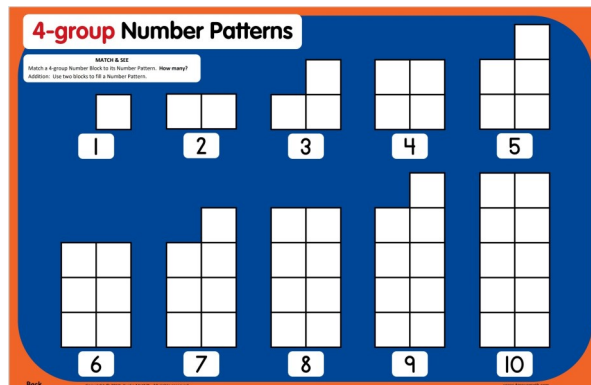 4-group Number Patterns
MATCH & SEE
Match a 4-group Number Block to its Number Pattern. How many?
Addition: Use two blocks to fill a Number Pattern.
1 2 3 4 5
6 7 8 9 10
Back